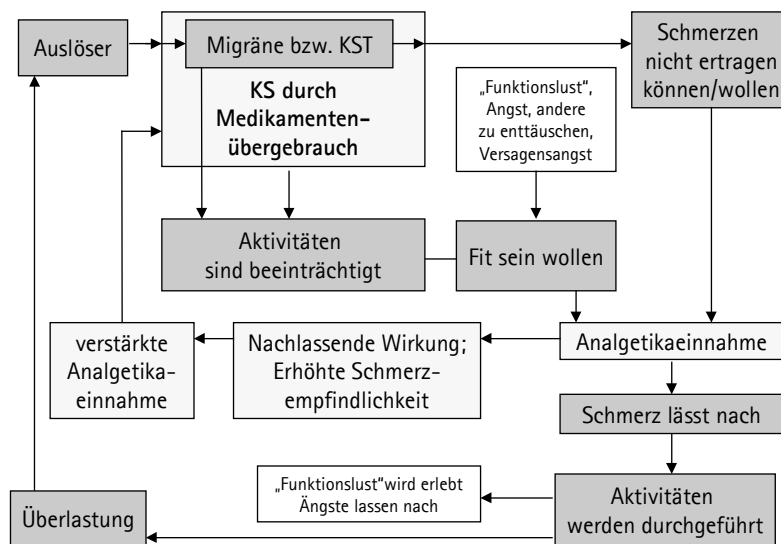 Auslöser
Migräne bzw. KST
KS durch
Medikamenten-
übergebrauch
Schmerzen
nicht ertragen
können/wollen
„Funktionslust“,
Angst, andere
zu enttäuschen,
Versagensangst
Aktivitäten
sind beeinträchtigt
Fit sein wollen
verstärkte
Analgetika-
einnahme
Nachlassende Wirkung;
Erhöhte Schmerz-
empfindlichkeit
Analgetikaeinnahme
Schmerz lässt nach
„Funktionslust“wird erlebt
Ängste lassen nach
Aktivitäten
werden durchgeführt
Überlastung